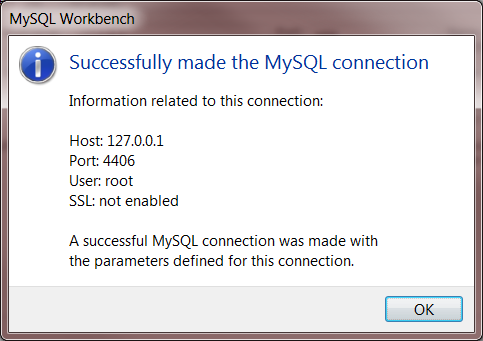 MySQL Workbench
Successfully made the MySQL connection
Information related to this connection:
Host: 127.0.0.1
Port: 4406
User: root
SSL: not enabled
A successful MySQL connection was made with
the parameters defined for this connection.
OK